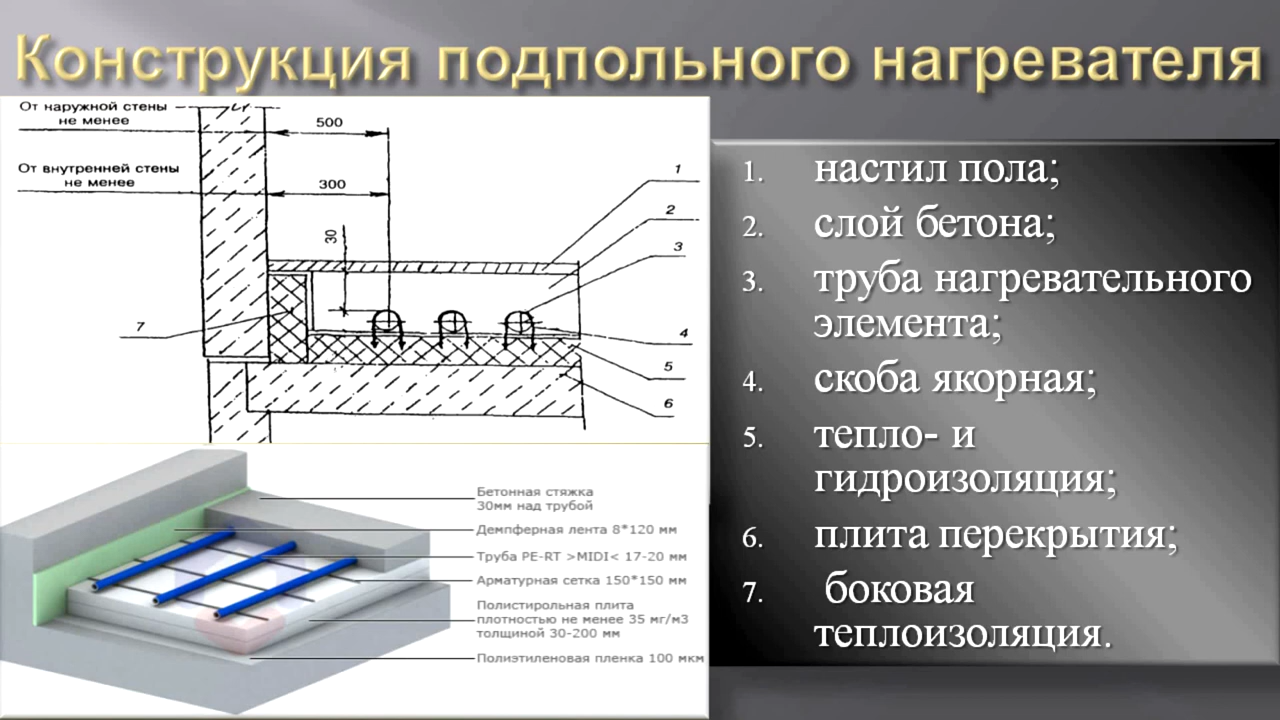 Конструкция подпольного нагревателя
От наружной стены
не менее
500
От внутренней стены
не менее
300
30
1
2
3
7
4
5
6
Бетонная стяжка
30мм над трубой
Демпферная лента 8*120 мм
Труба PE-RT >MIDI< 17-20 мм
Арматурная сетка 150*150 мм
Полистирольная плита
плотностью не менее 35 мг/м3
толщиной 30-200 мм
Полиэтиленовая пленка 100 мкм
1. настил пола;
2. слой бетона;
3. труба нагревательного
элемента;
4. скоба якорная;
5. тепло- и
гидроизоляция;
6. плита перекрытия;
7. боковая
теплоизоляция.